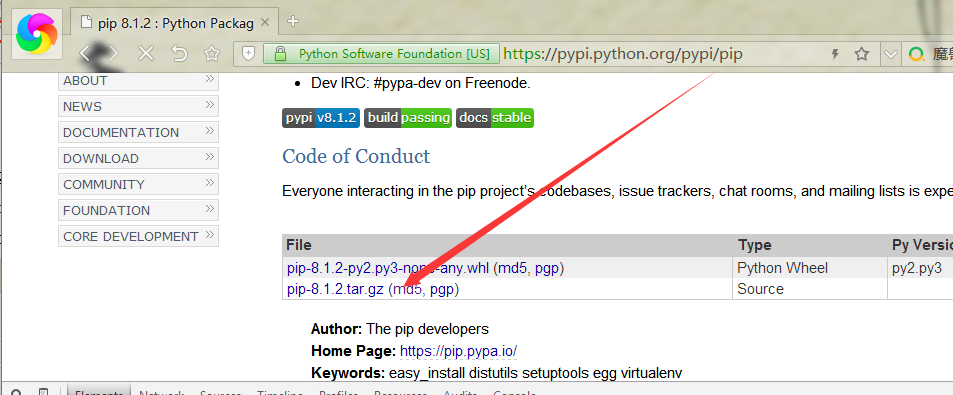 pip 8.1.2 : Python Packag
Python Software Foundation [US] https://pypi.python.org/pypi/pip
ABOUT
NEWS
DOCUMENTATION
DOWNLOAD
COMMUNITY
FOUNDATION
CORE DEVELOPMENT
Dev IRC: #pypa-dev on Freenode.
pypi v8.1.2 build passing docs stable
Code of Conduct
Everyone interacting in the pip project's codebases, issue trackers, chat rooms, and mailing lists is expe
File Type Py Versio
pip-8.1.2-py2.py3-none-any.whl (md5, pgp) Python Wheel py2.py3
pip-8.1.2.tar.gz (md5, pgp) Source
Author: The pip developers
Home Page: https://pip.pypa.io/
Keywords: easy_install distutils setuptools egg virtualenv
Elements Network Sources Timeline Profiles Resources Audits Console